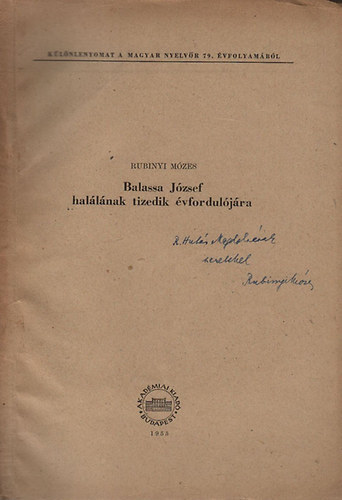 KÜLÖNLENYOMAT A MAGYAR NYELVŐR 79. ÉVFOLYAMÁBÓL
RUBINYI MÓZES
Balassa József
halálának tizedik évfordulójára
szeretettel
Rubinyi Mózes
AKADÉMIAI KIADÓ
BUDAPEST
1955